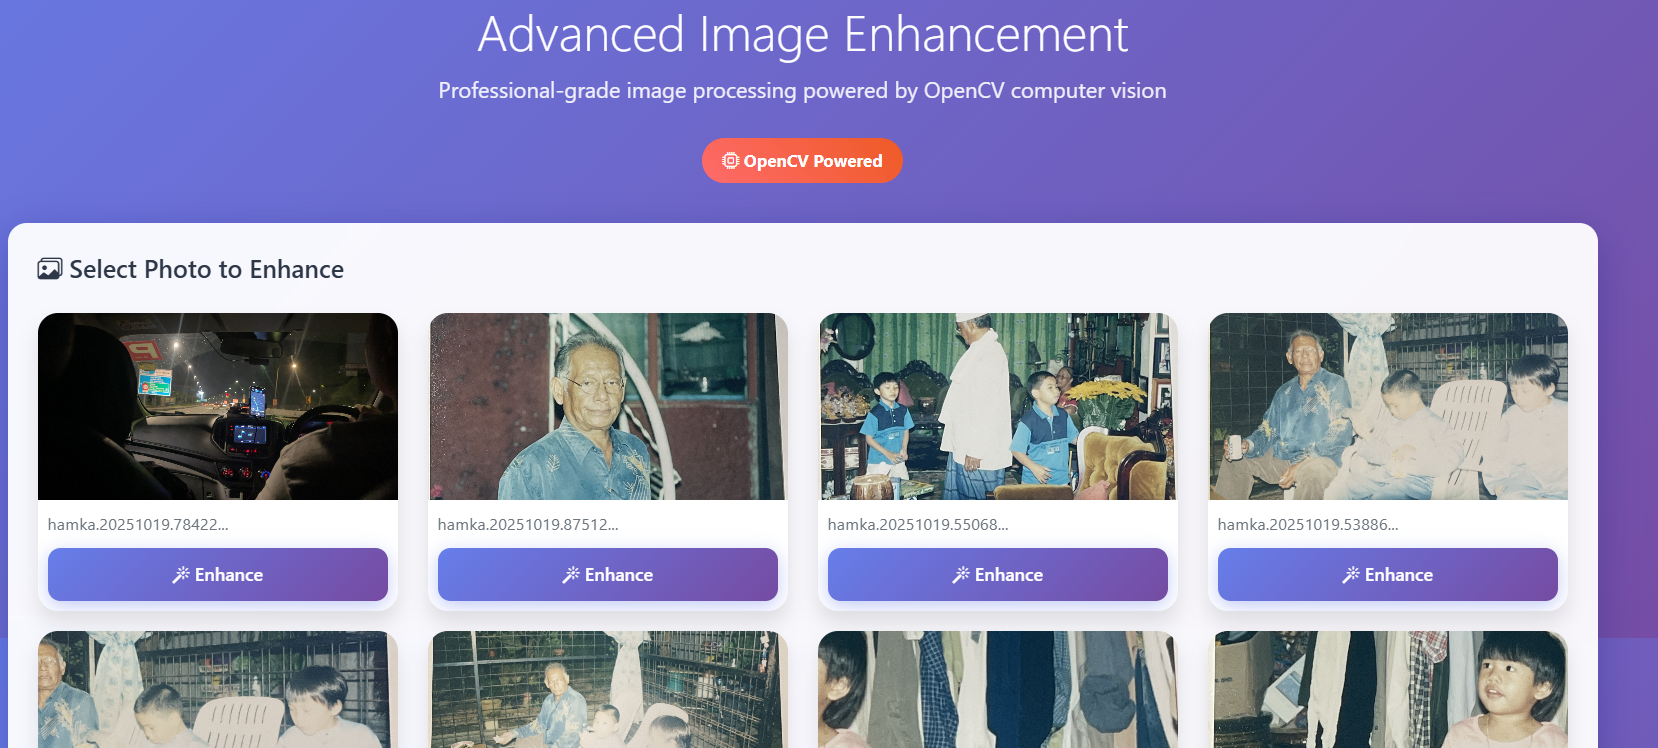 Advanced Image Enhancement
Professional-grade image processing powered by OpenCV computer vision
OpenCV Powered
Select Photo to Enhance
hamka.20251019.78422...
hamka.20251019.87512...
hamka.20251019.55068...
hamka.20251019.53886...
Enhance
Enhance
Enhance
Enhance